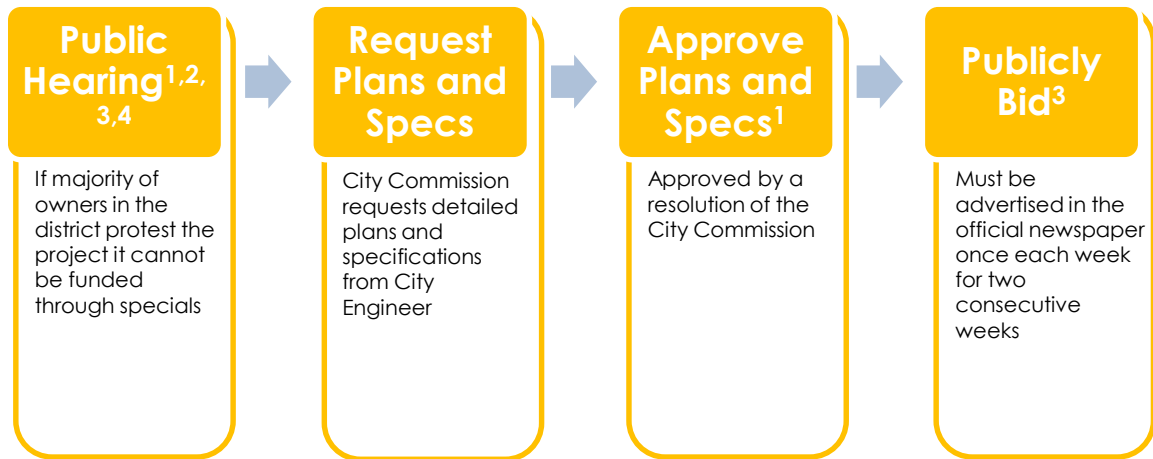 Public
Hearing1,2,
3,4
If majority of
owners in the
district protest the
project it cannot
be funded
through specials
Request
Plans and
Specs
City Commission
requests detailed
plans and
specifications
from City
Engineer
Approve
Plans and
Specs1
Approved by a
resolution of the
City Commission
Publicly
Bid3
Must be
advertised in the
official newspaper
once each week
for two
consecutive
weeks